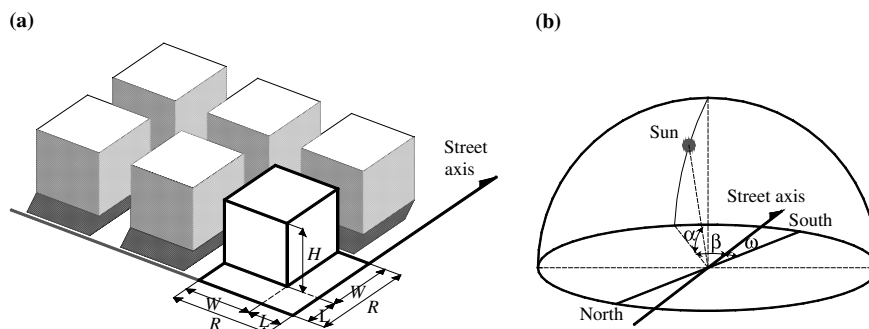 (a)
Street
axis
H
W
L
R
L
W
R
(b)
Sun
Street axis
South
α
β
ω
North